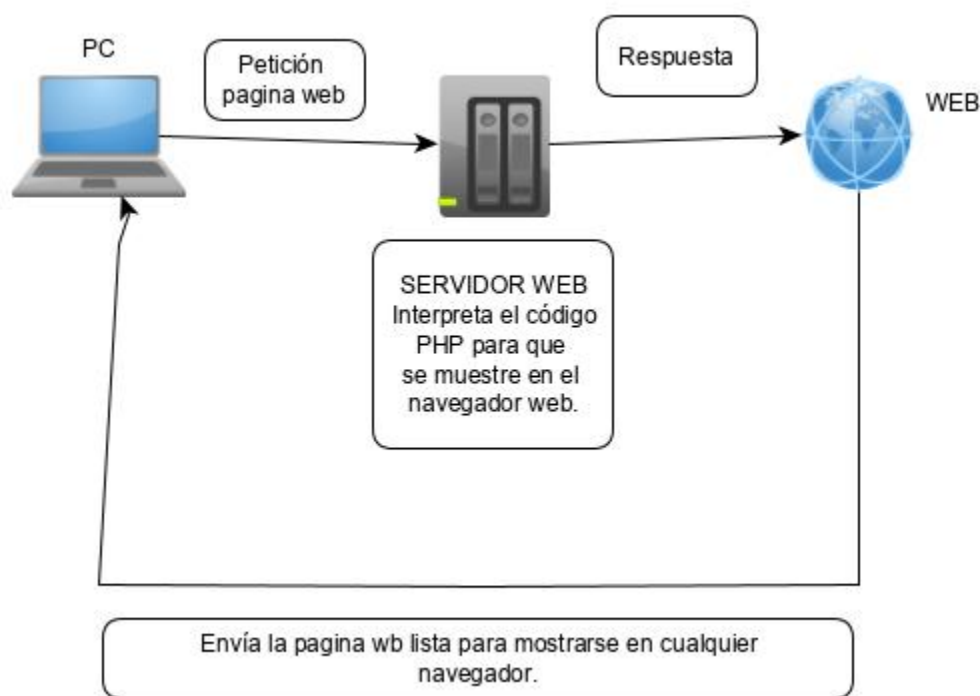 PC
Petición
pagina web
Respuesta
WEB
SERVIDOR WEB
Interpreta el código
PHP para que
se muestre en el
navegador web.
Envía la pagina wb lista para mostrarse en cualquier
navegador.